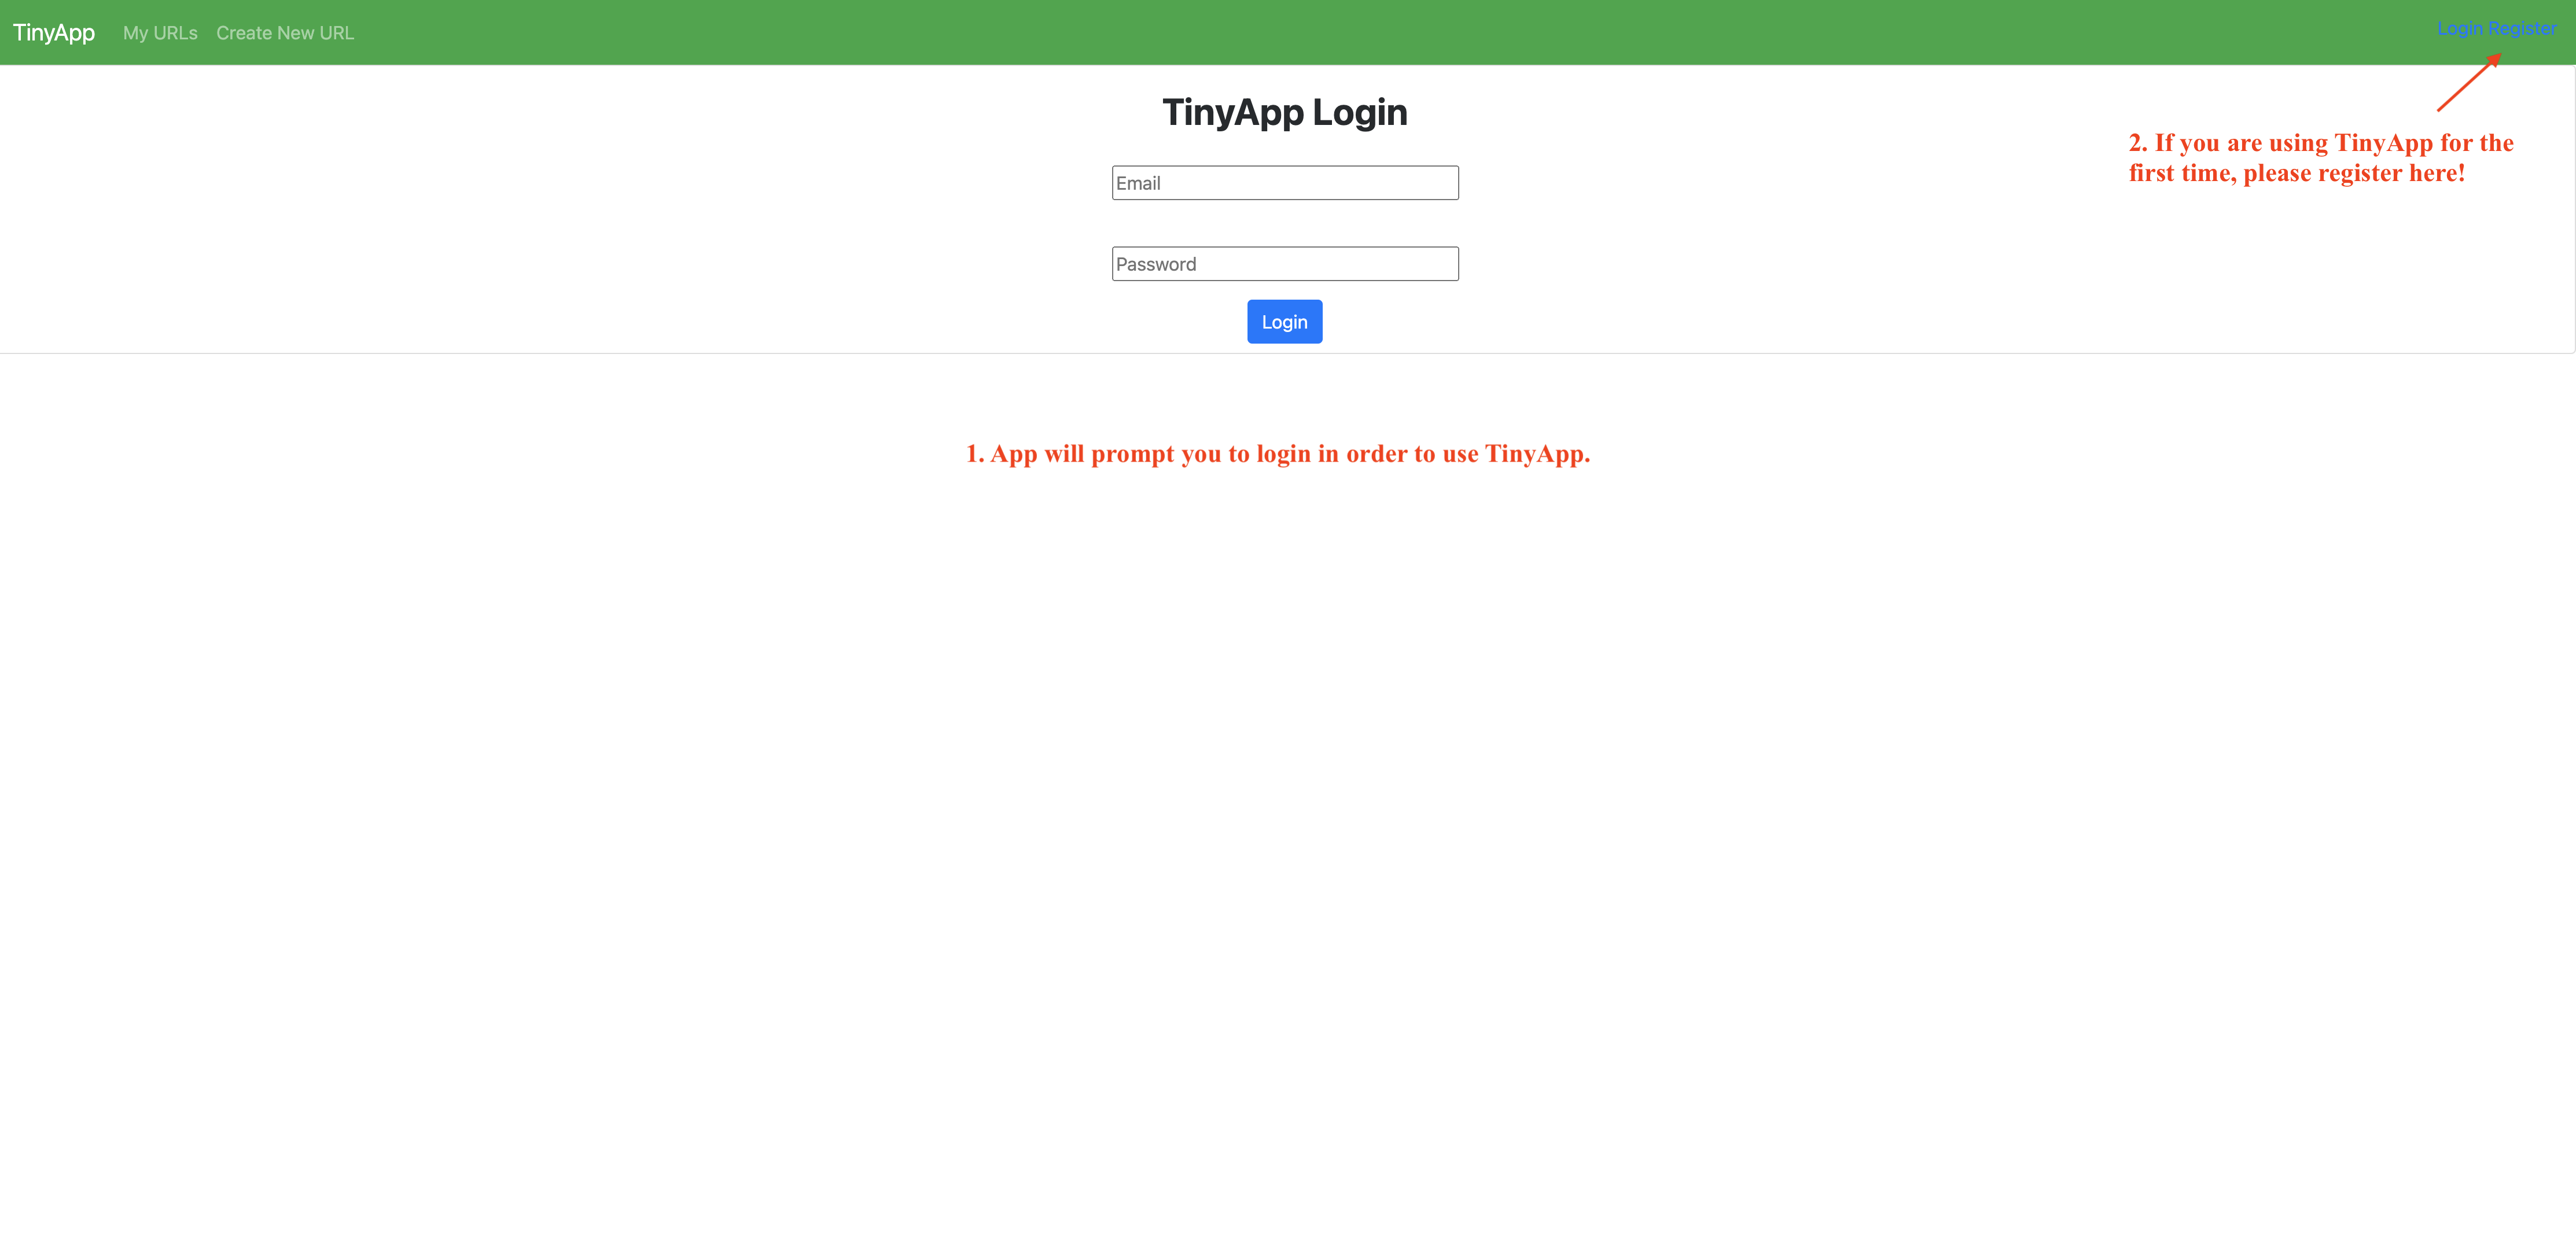 TinyApp My URLs Create New URL Login Register
TinyApp Login
2. If you are using TinyApp for the
first time, please register here!
Email
Password
Login
1. App will prompt you to login in order to use TinyApp.